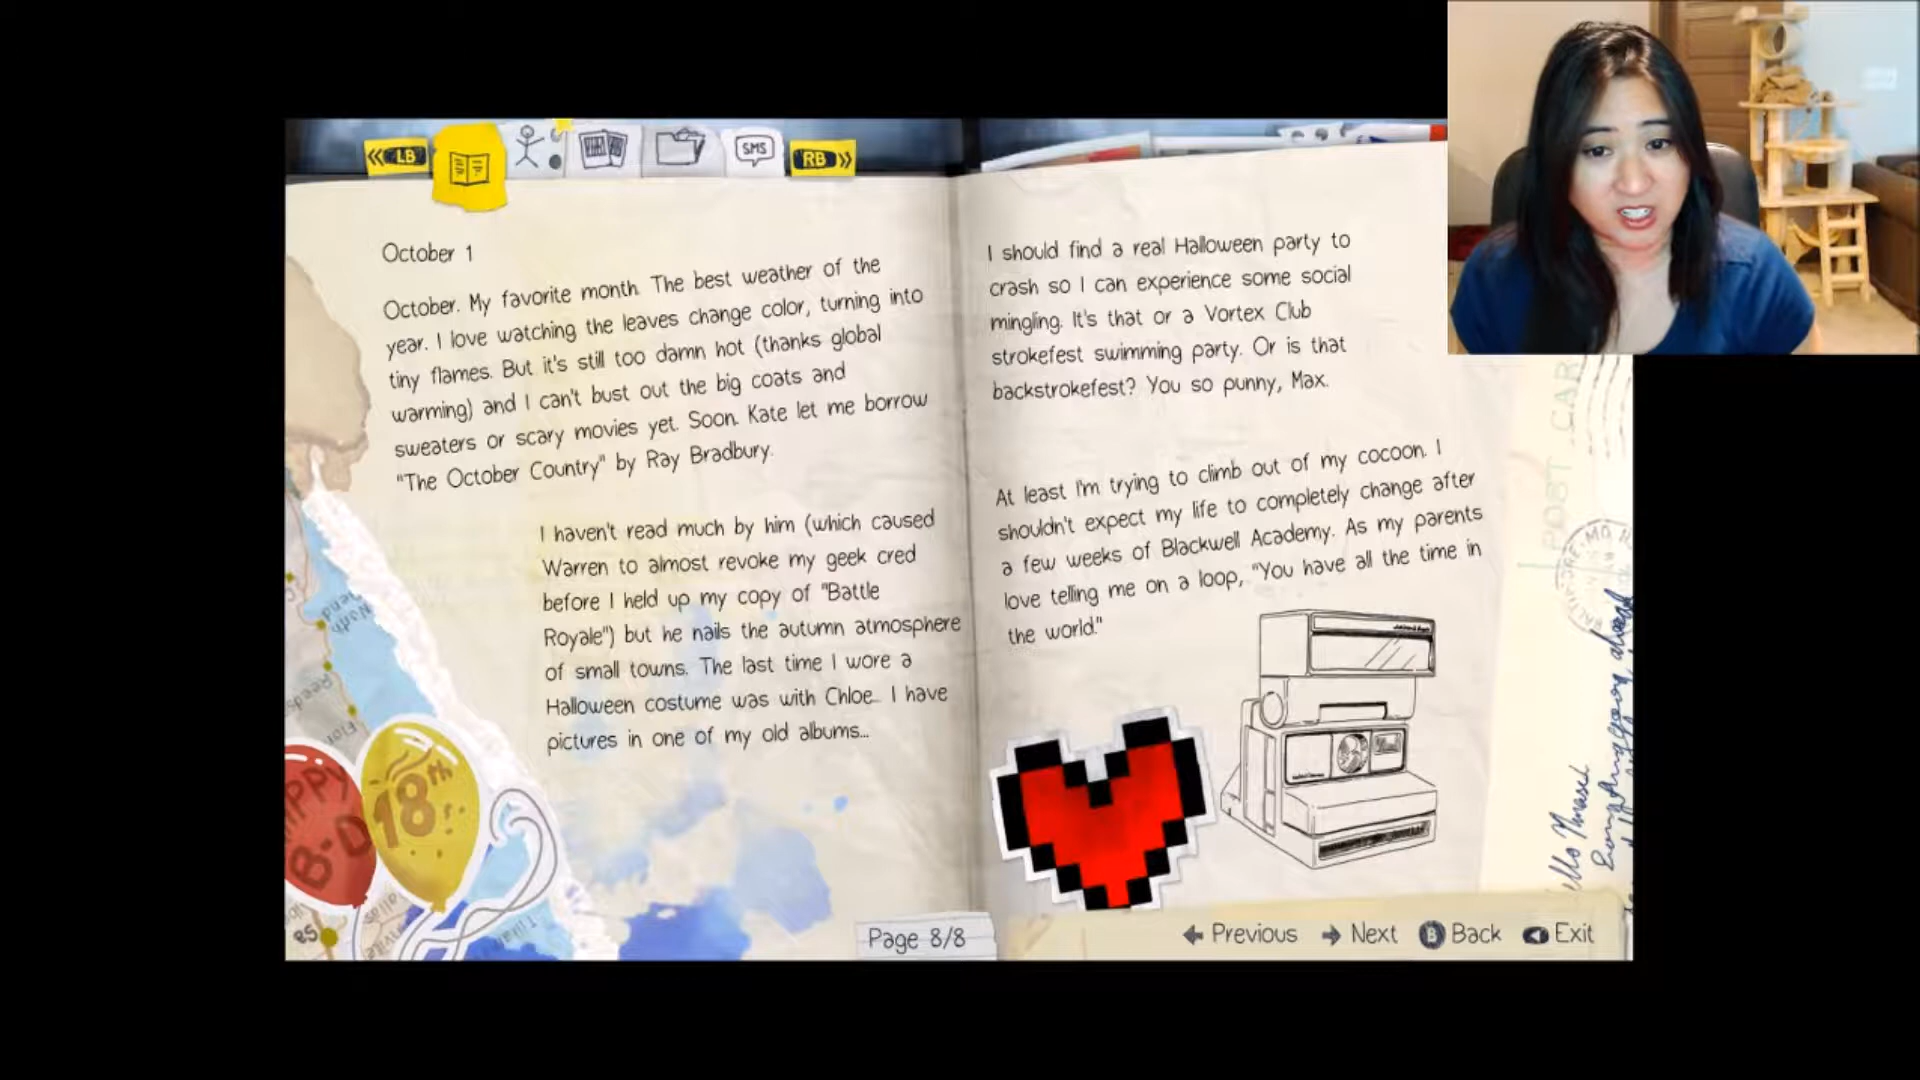 LB
SMS
RB
October 1
October. My favorite month. The best weather of the
year. I love watching the leaves change color, turning into
tiny flames. But it's still too damn hot (thanks global
warming) and I can't bust out the big coats and
sweaters or scary movies yet. Soon. Kate let me borrow
"The October Country" by Ray Bradbury.
I haven't read much by him (which caused
Warren to almost revoke my geek cred
before I held up my copy of "Battle
Royale") but he nails the autumn atmosphere
of small towns. The last time I wore a
Halloween costume was with Chloe... I have
pictures in one of my old albums...
I should find a real Halloween party to
crash so I can experience some social
mingling. It's that or a Vortex Club
strokefest swimming party. Or is that
backstrokefest? You so punny, Max.
At least I'm trying to climb out of my cocoon. I
shouldn't expect my life to completely change after
a few weeks of Blackwell Academy. As my parents
love telling me on a loop, "You have all the time in
the world."
HAPPY
B-D
18th
POST CAR
Page 8/8
Previous
Next
B Back
Exit